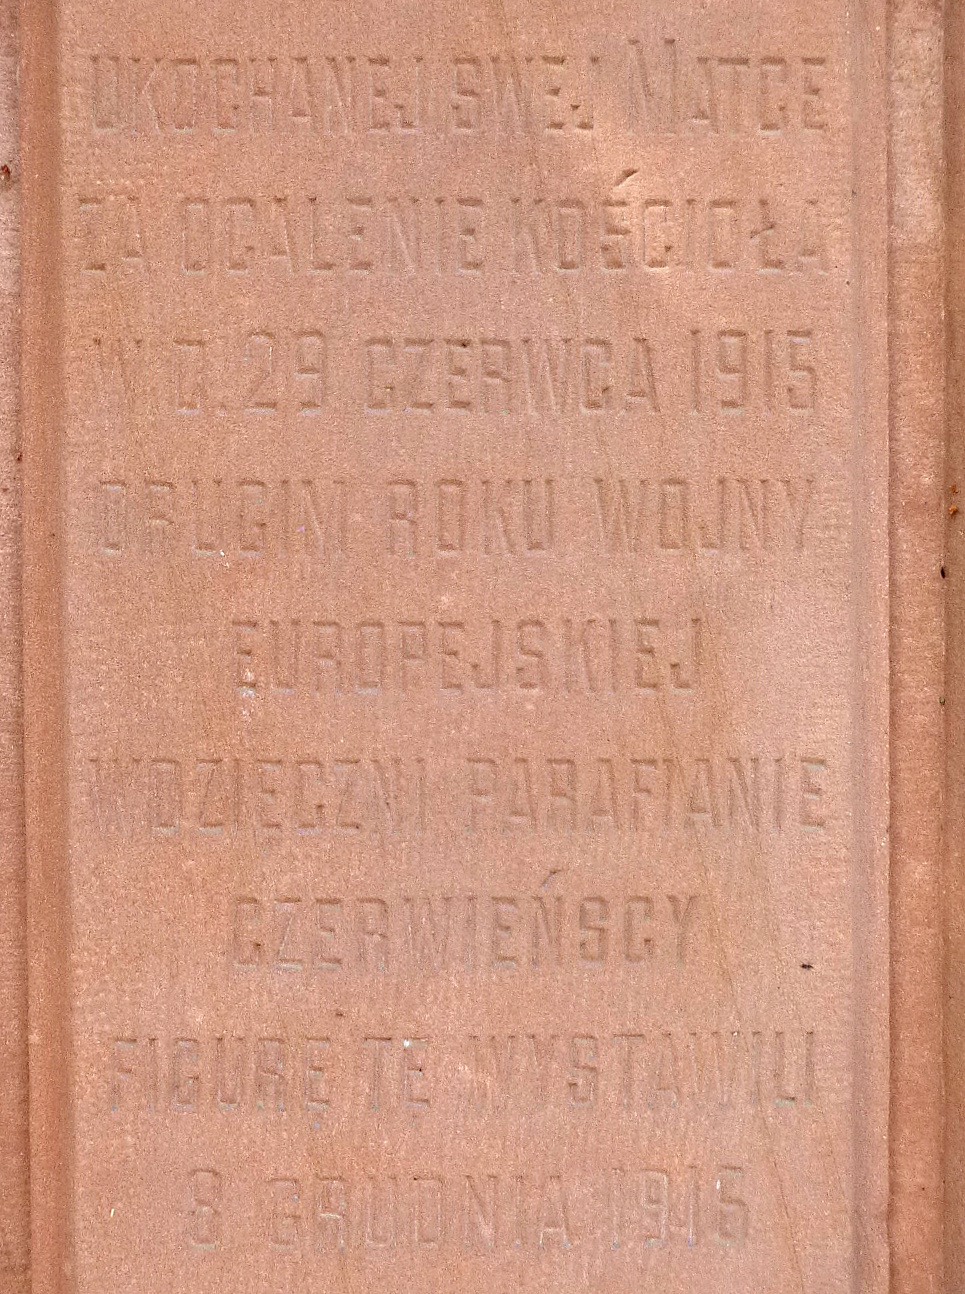 UKOCHANEJ SWEJ MATCE
ZA OCALENIE KOŚCIOŁA
W D. 29 CZERWCA 1915
DRUGIM ROKU WOJNY
EUROPEJSKIEJ
WDZIĘCZNI PARAFIANIE
CZERWIEŃSCY
FIGURĘ TĘ WYSTAWILI
8 GRUDNIA 1915